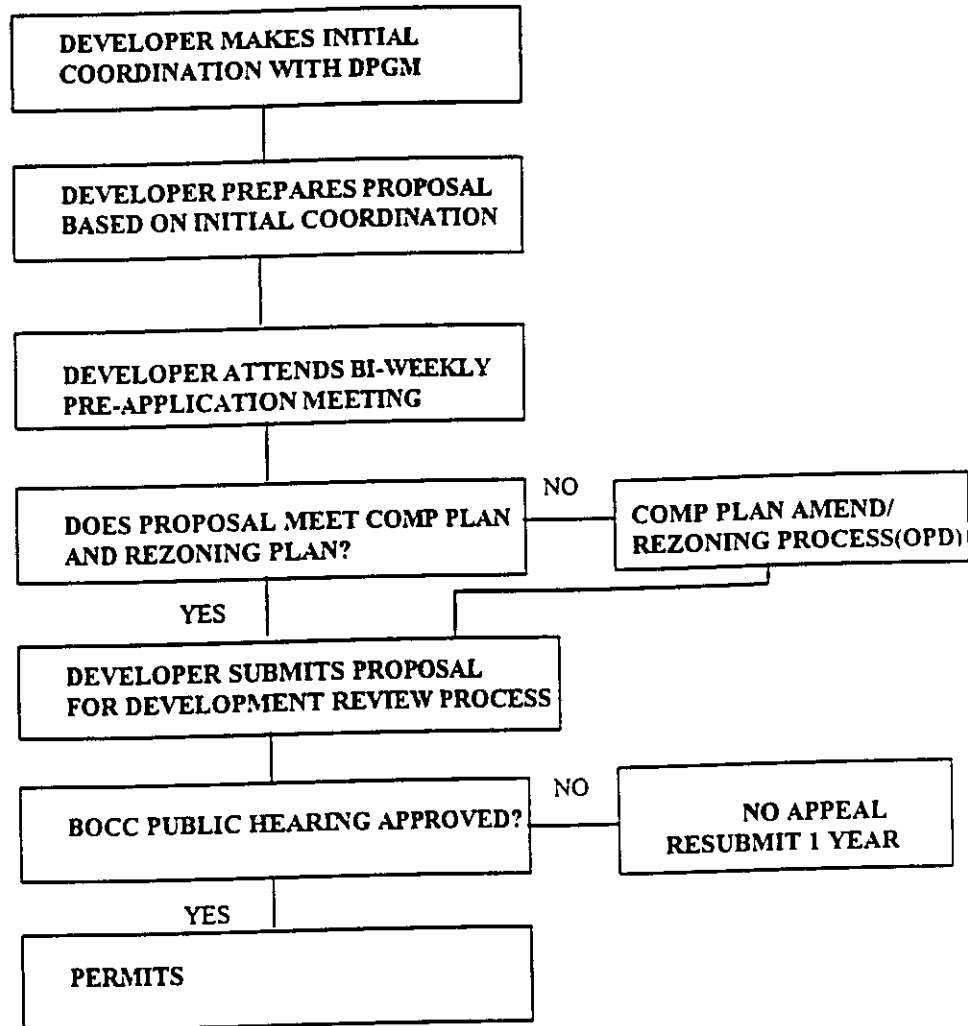 DEVELOPER MAKES INITIAL
COORDINATION WITH DPGM
DEVELOPER PREPARES PROPOSAL
BASED ON INITIAL COORDINATION
DEVELOPER ATTENDS BI-WEEKLY
PRE-APPLICATION MEETING
DOES PROPOSAL MEET COMP PLAN
AND REZONING PLAN?
NO
COMP PLAN AMEND/
REZONING PROCESS(OPD)
YES
DEVELOPER SUBMITS PROPOSAL
FOR DEVELOPMENT REVIEW PROCESS
BOCC PUBLIC HEARING APPROVED?
NO
NO APPEAL
RESUBMIT 1 YEAR
YES
PERMITS